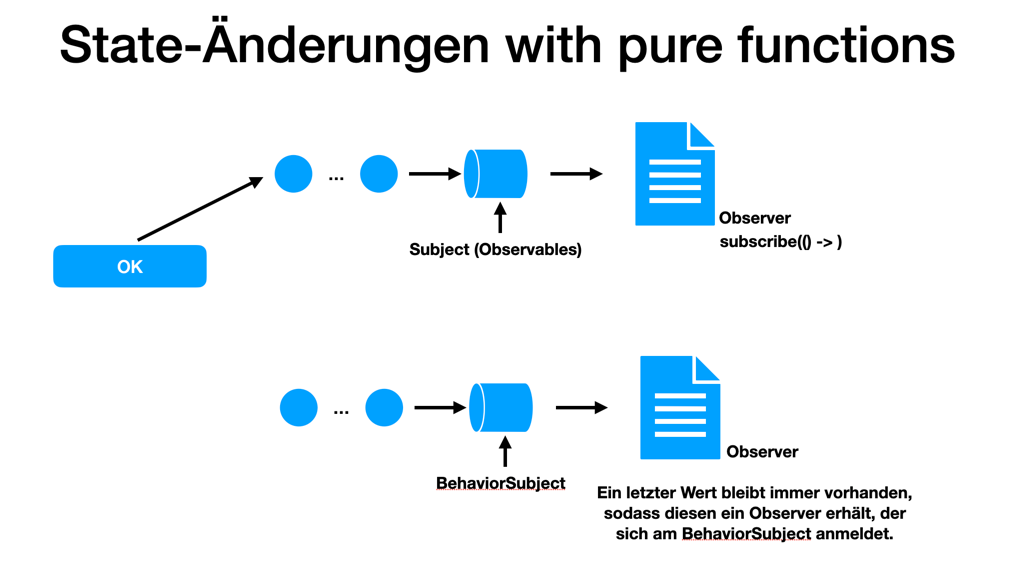 State-Änderungen with pure functions
...
Observer
subscribe(() -> )
Subject (Observables)
OK
...
Observer
BehaviorSubject
Ein letzter Wert bleibt immer vorhanden,
sodass diesen ein Observer erhält, der
sich am BehaviorSubject anmeldet.